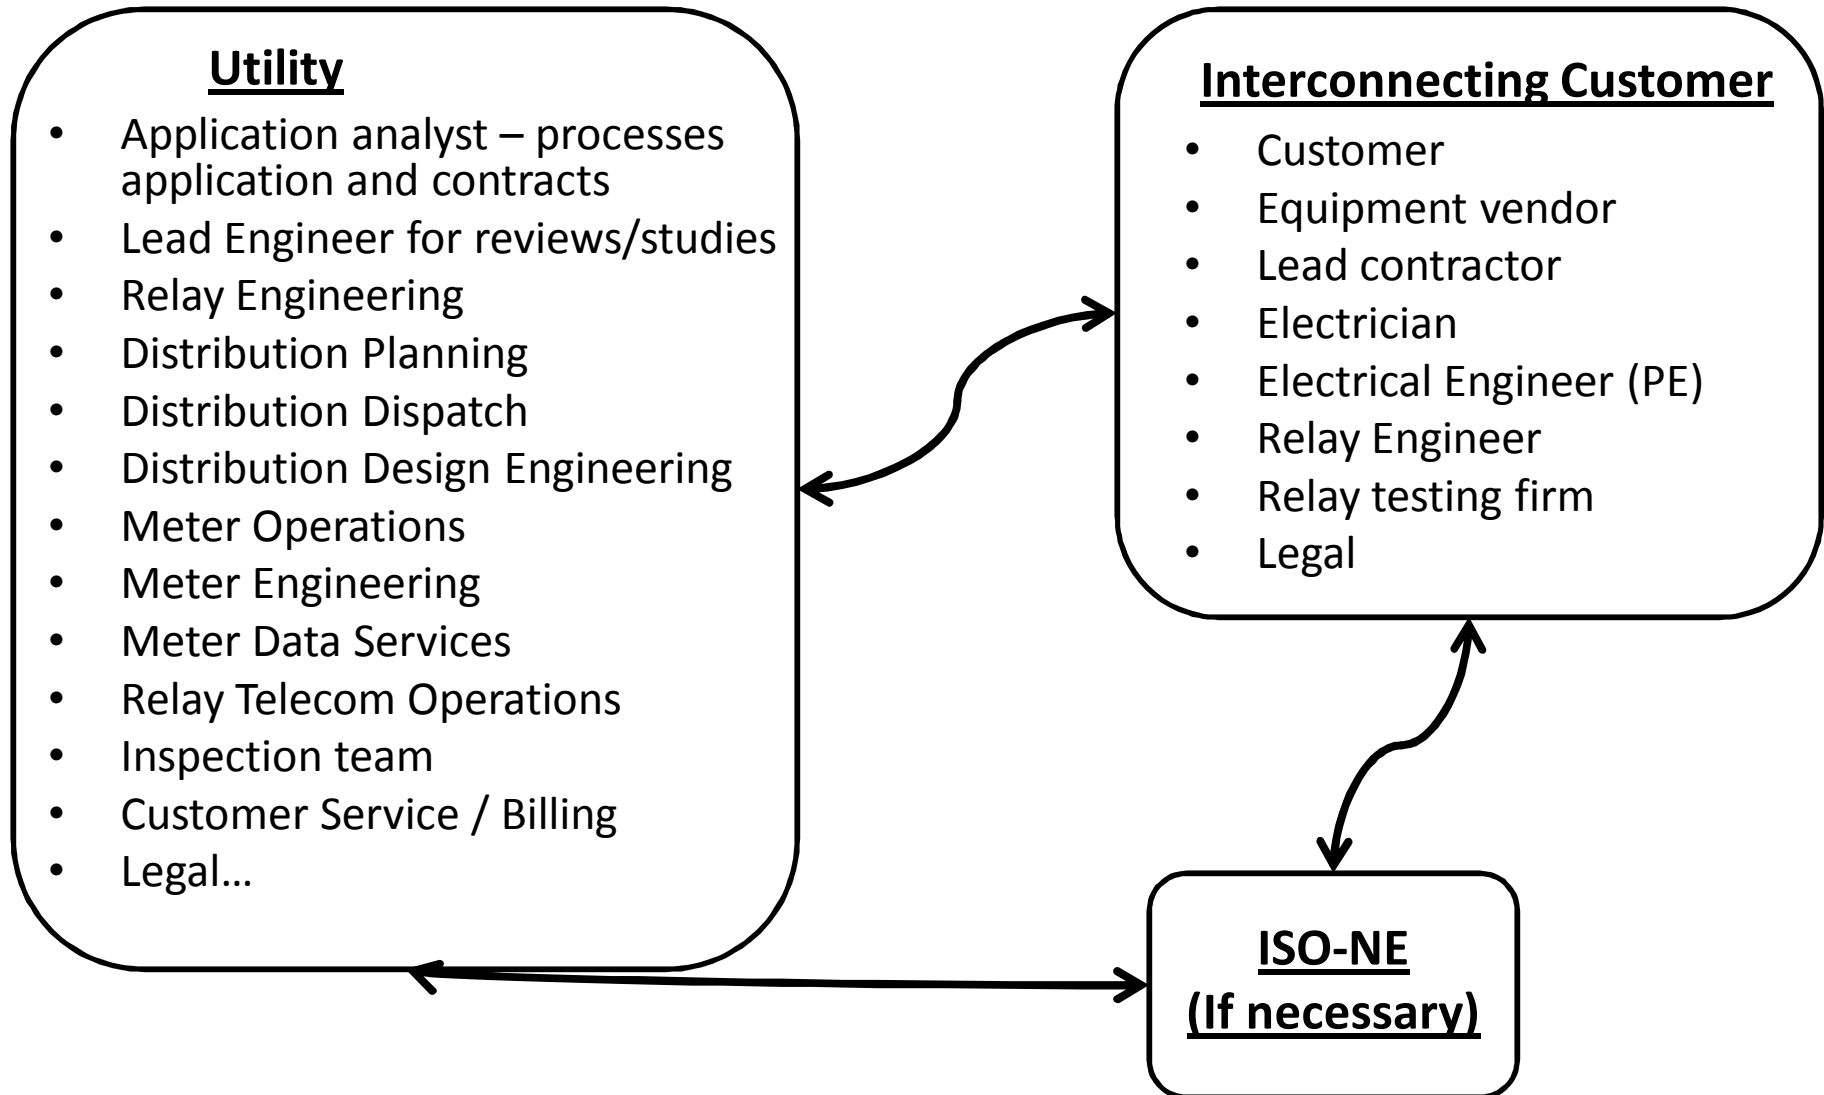 Utility
• Application analyst – processes
application and contracts
• Lead Engineer for reviews/studies
• Relay Engineering
• Distribution Planning
• Distribution Dispatch
• Distribution Design Engineering
• Meter Operations
• Meter Engineering
• Meter Data Services
• Relay Telecom Operations
• Inspection team
• Customer Service / Billing
• Legal…
Interconnecting Customer
• Customer
• Equipment vendor
• Lead contractor
• Electrician
• Electrical Engineer (PE)
• Relay Engineer
• Relay testing firm
• Legal
ISO-NE
(If necessary)